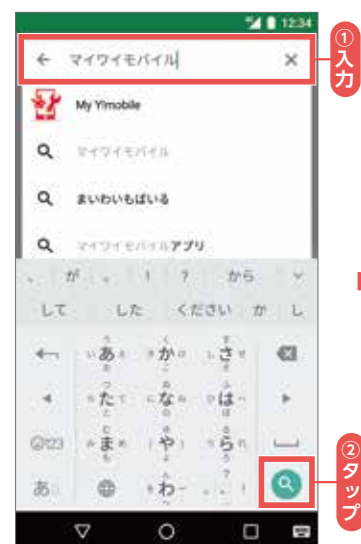 12:34
マイワイモバイル
①入力
My Y!mobile
マイワイモバイル
まいわいもばいる
マイワイモバイルアプリ
、 が 。 ! ? から
して した ください か し
あ か さ
た な は
123 ま や ら
あ わ
②タップ